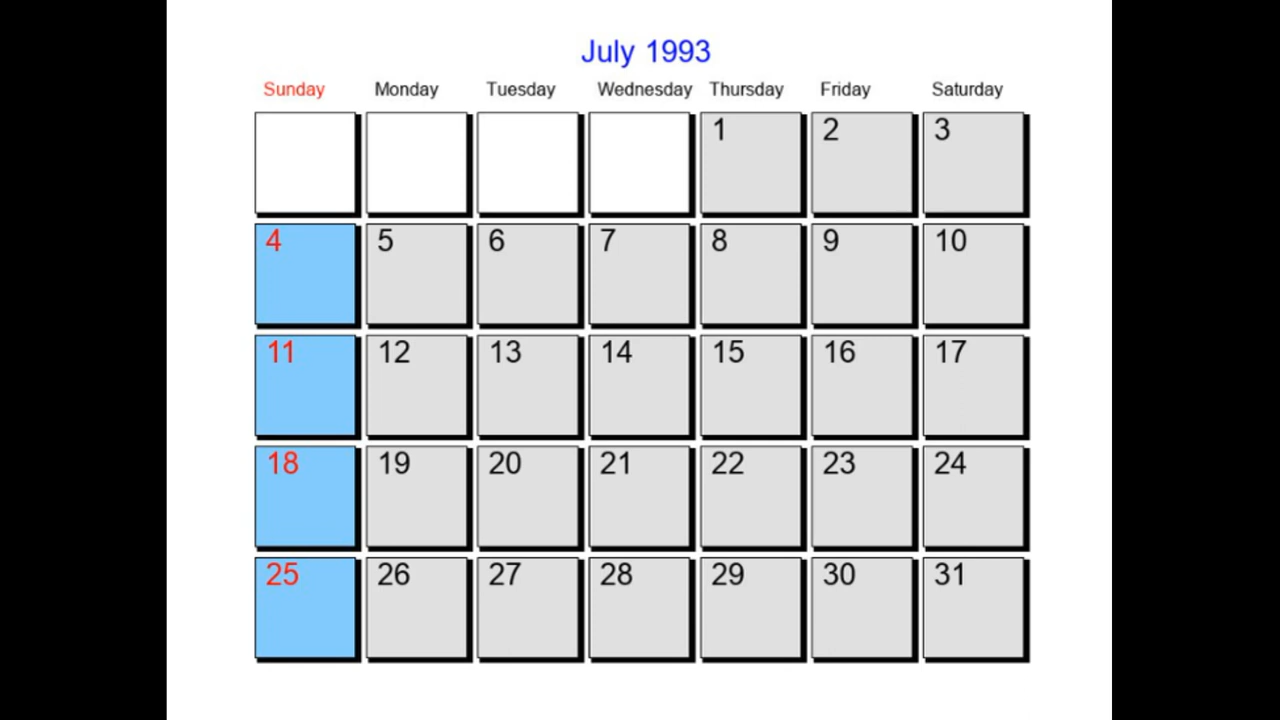 July 1993
Sunday Monday Tuesday Wednesday Thursday Friday Saturday
1 2 3
4 5 6 7 8 9 10
11 12 13 14 15 16 17
18 19 20 21 22 23 24
25 26 27 28 29 30 31